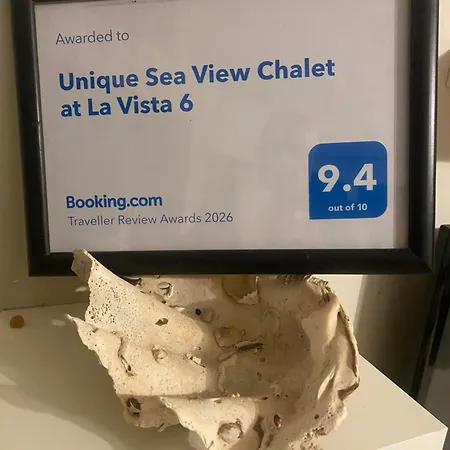 Awarded to
Unique Sea View Chalet
at La Vista 6
9.4
out of 10
Booking.com
Traveller Review Awards 2026